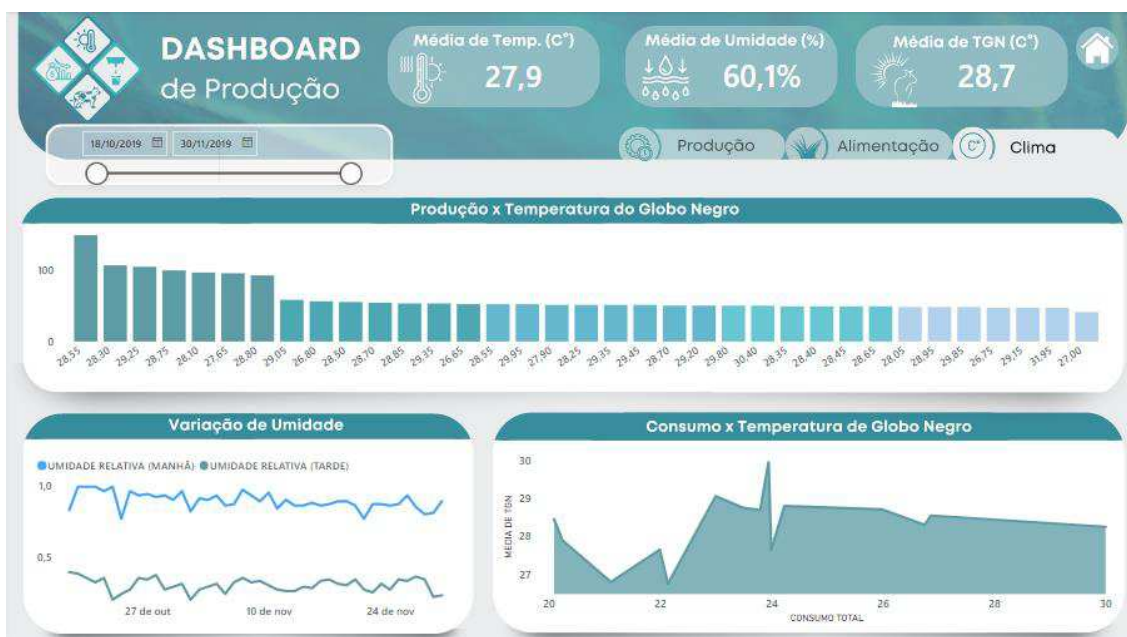 DASHBOARD
de Produção
Média de Temp. (C°)
27,9
Média de Umidade (%)
60,1%
Média de TGN (C°)
28,7
18/10/2019
30/11/2019
Produção
Alimentação
C°
Clima
Produção x Temperatura do Globo Negro
100
0
28,55 28,30 29,25 28,75 28,10 27,65 28,80 29,05 26,80 28,50 28,70 28,85 29,35 26,65 28,55 29,95 27,90 28,25 29,35 29,45 28,70 29,20 29,80 30,40 28,35 28,40 28,45 28,65 28,05 28,95 29,85 26,75 29,15 31,95 27,00
Variação de Umidade
UMIDADE RELATIVA (MANHÃ) UMIDADE RELATIVA (TARDE)
1,0
0,5
27 de out 10 de nov 24 de nov
Consumo x Temperatura de Globo Negro
MÉDIA DE TGN
30
29
28
27
20 22 24 26 28 30
CONSUMO TOTAL